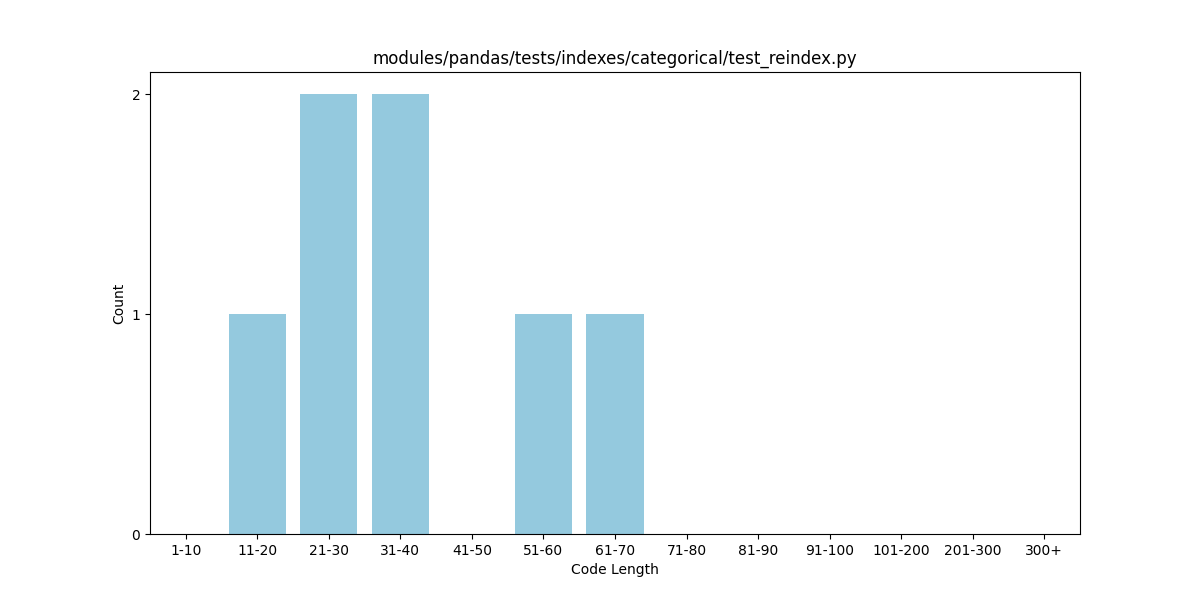 modules/pandas/tests/indexes/categorical/test_reindex.py
2
1
0
Count
1-10 11-20 21-30 31-40 41-50 51-60 61-70 71-80 81-90 91-100 101-200 201-300 300+
Code Length